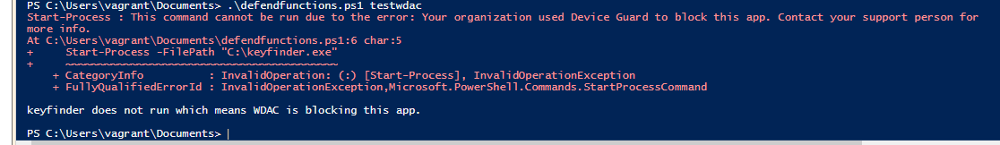 PS C:\Users\vagrant\Documents> .\defendfunctions.ps1 testwdac
Start-Process : This command cannot be run due to the error: Your organization used Device Guard to block this app. Contact your support person for
more info.
At C:\Users\vagrant\Documents\defendfunctions.ps1:6 char:5
+     Start-Process -FilePath "C:\keyfinder.exe"
+     ~~~~~~~~~~~~~~~~~~~~~~~~~~~~~~~~~~~~~~~~~~
    + CategoryInfo          : InvalidOperation: (:) [Start-Process], InvalidOperationException
    + FullyQualifiedErrorId : InvalidOperationException,Microsoft.PowerShell.Commands.StartProcessCommand
keyfinder does not run which means WDAC is blocking this app.
PS C:\Users\vagrant\Documents>